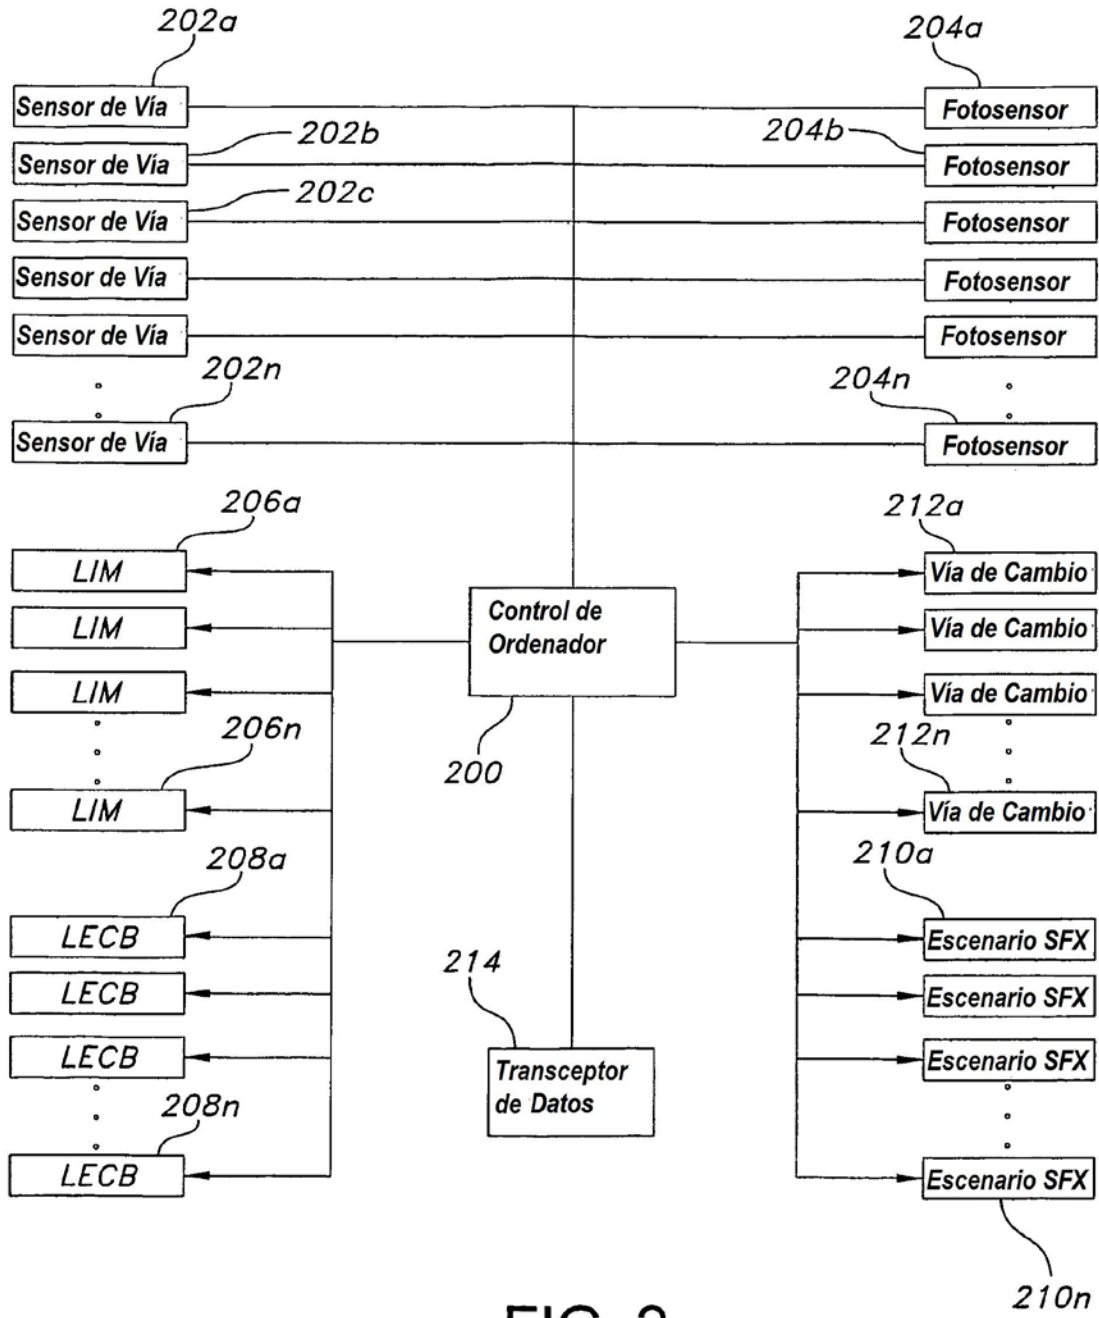 202a
204a
Sensor de Vía
Fotosensor
202b
204b
Sensor de Vía
Fotosensor
202c
Sensor de Vía
Fotosensor
Sensor de Vía
Fotosensor
Sensor de Vía
Fotosensor
202n
204n
Sensor de Vía
Fotosensor
206a
212a
LIM
Vía de Cambio
Control de
Ordenador
LIM
Vía de Cambio
LIM
Vía de Cambio
206n
200
212n
LIM
Vía de Cambio
208a
210a
LECB
Escenario SFX
214
LECB
Escenario SFX
LECB
Transceptor
de Datos
Escenario SFX
208n
LECB
Escenario SFX
210n